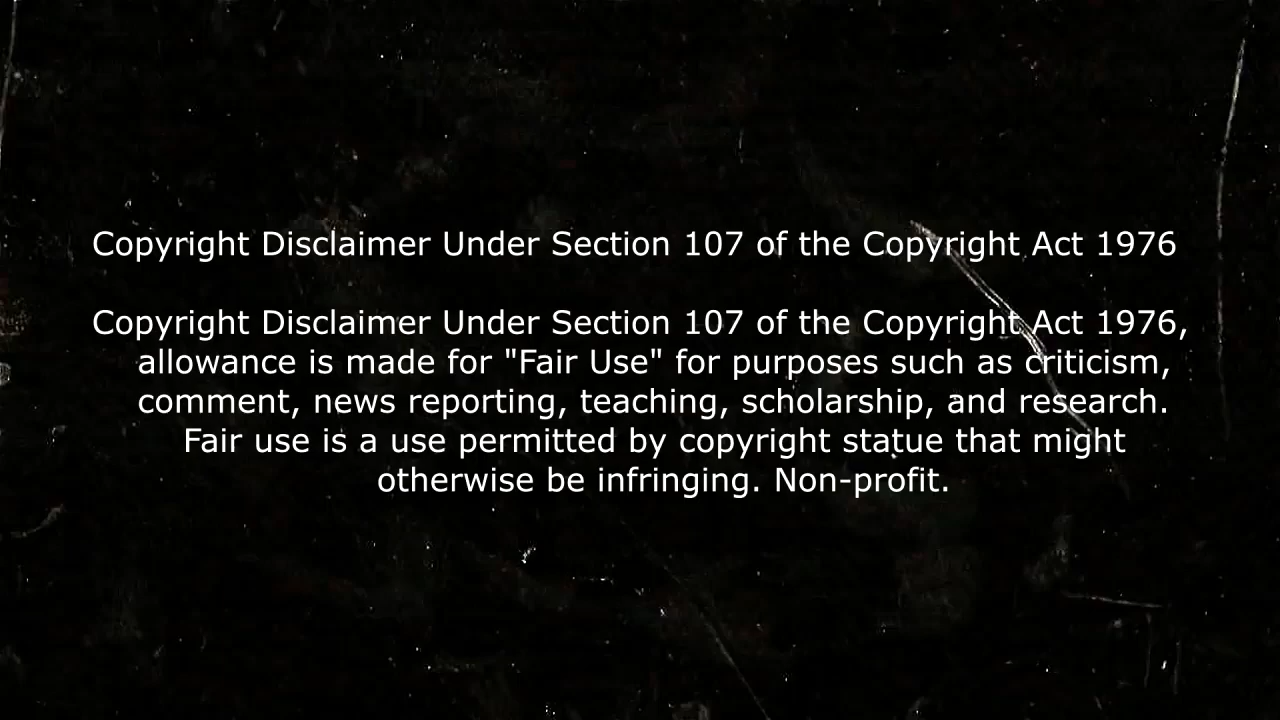 Copyright Disclaimer Under Section 107 of the Copyright Act 1976
Copyright Disclaimer Under Section 107 of the Copyright Act 1976,
allowance is made for "Fair Use" for purposes such as criticism,
comment, news reporting, teaching, scholarship, and research.
Fair use is a use permitted by copyright statue that might
otherwise be infringing. Non-profit.